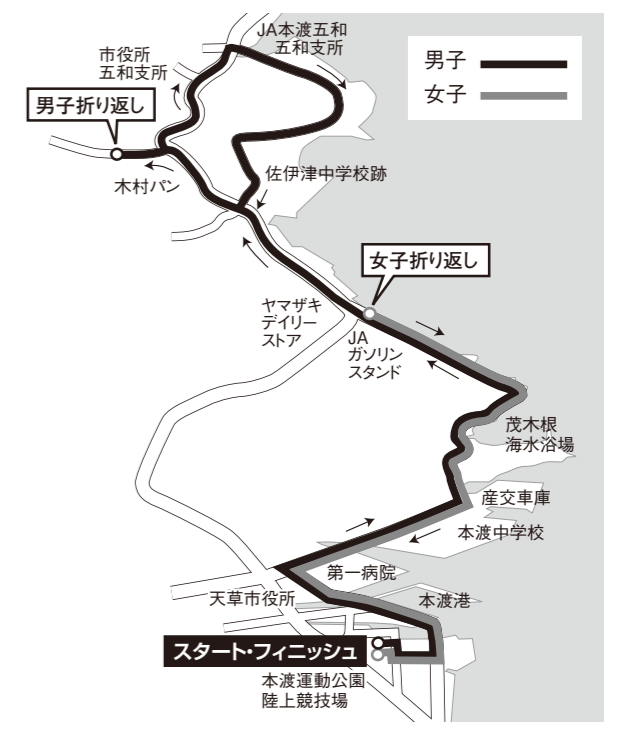 JA本渡五和
五和支所
市役所
五和支所
男子
女子
男子折り返し
木村パン
佐伊津中学校跡
女子折り返し
ヤマザキ
デイリー
ストア
JA
ガソリン
スタンド
茂木根
海水浴場
産交車庫
本渡中学校
第一病院
天草市役所
本渡港
スタート・フィニッシュ
本渡運動公園
陸上競技場